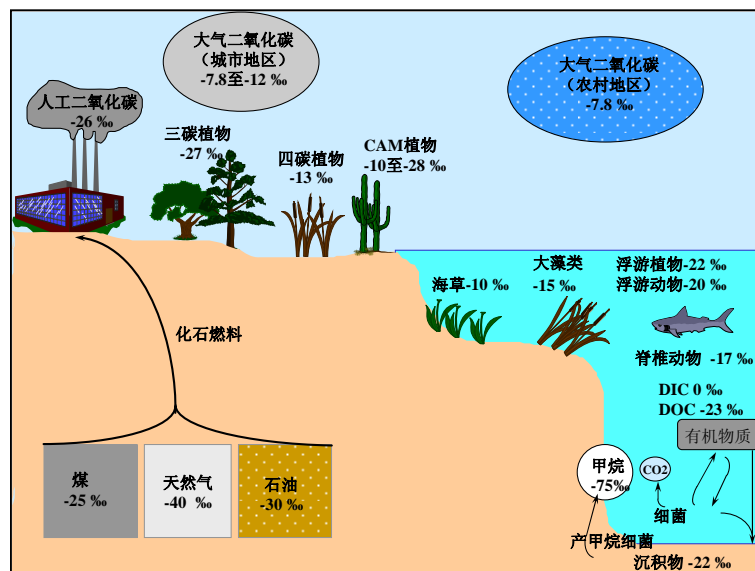 大气二氧化碳
（城市地区）
-7.8至-12 ‰
大气二氧化碳
（农村地区）
-7.8 ‰
人工二氧化碳
-26 ‰
三碳植物
-27 ‰
四碳植物
-13 ‰
CAM植物
-10至-28 ‰
海草-10 ‰
大藻类
-15 ‰
浮游植物-22 ‰
浮游动物-20 ‰
脊椎动物 -17 ‰
DIC 0 ‰
DOC -23 ‰
有机物质
化石燃料
煤
-25 ‰
天然气
-40 ‰
石油
-30 ‰
甲烷
-75‰
CO2
细菌
产甲烷细菌
沉积物 -22 ‰